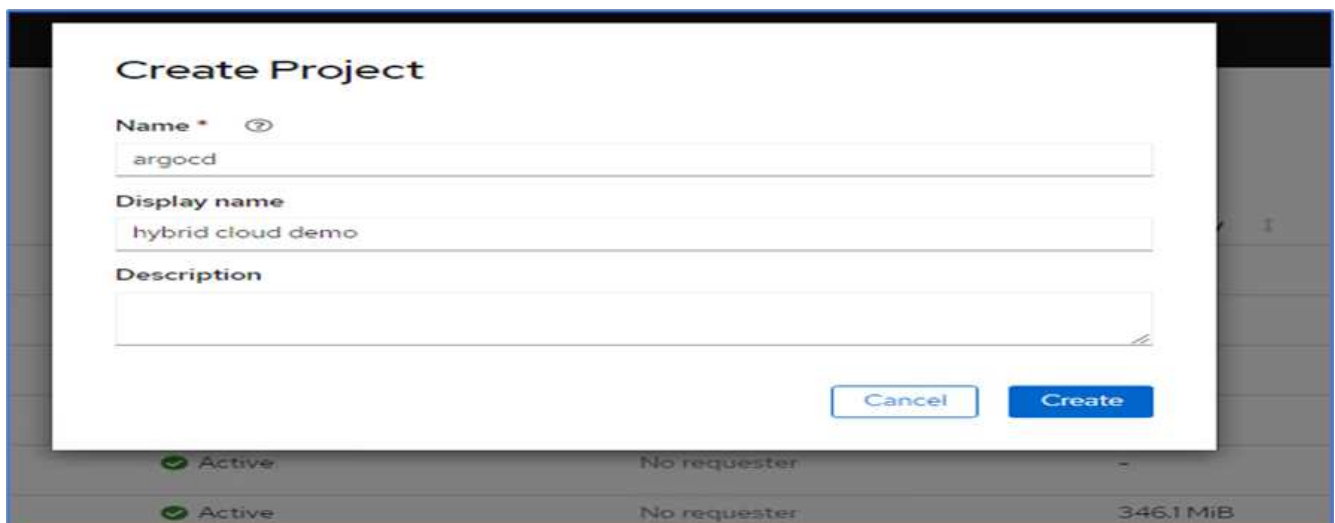 Create Project
Name *
argocd
Display name
hybrid cloud demo
Description
Cancel Create
Active No requester -
Active No requester 346.1 MiB